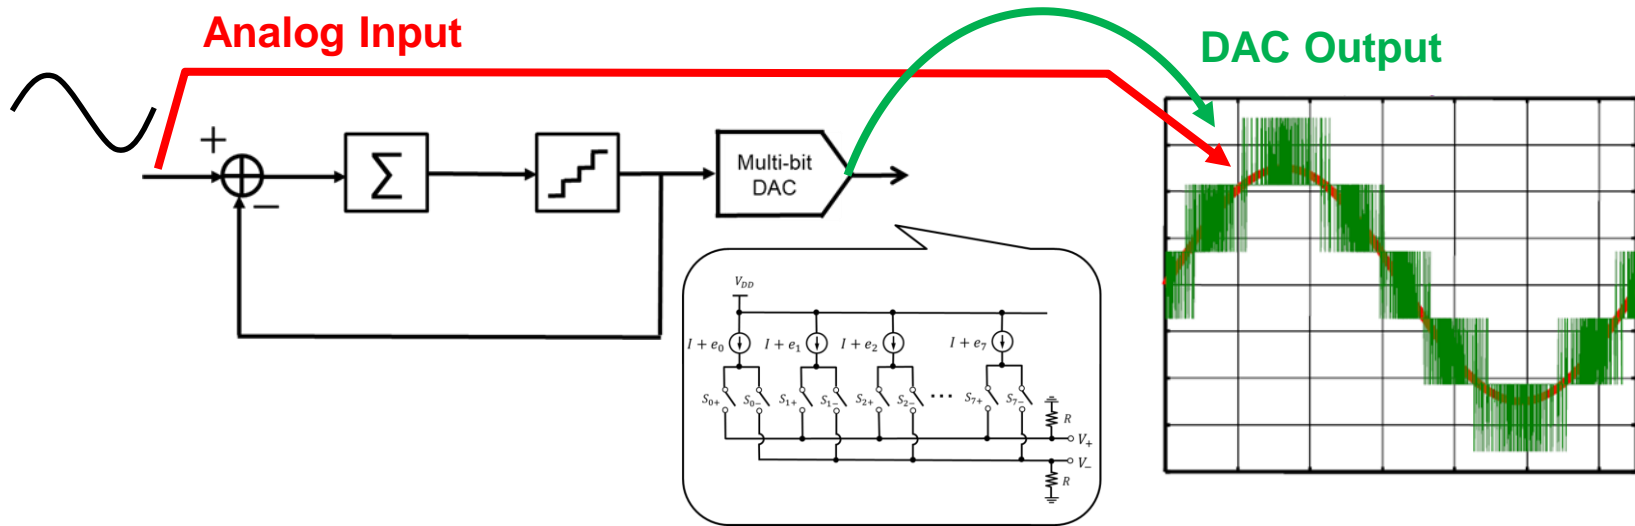 Analog Input
DAC Output
+
−
Σ
Multi-bit
DAC
V_DD
I + e_0
I + e_1
I + e_2
I + e_7
S_0+
S_0−
S_1+
S_1−
S_2+
S_2−
...
S_7+
S_7−
R
V_+
V_−
R